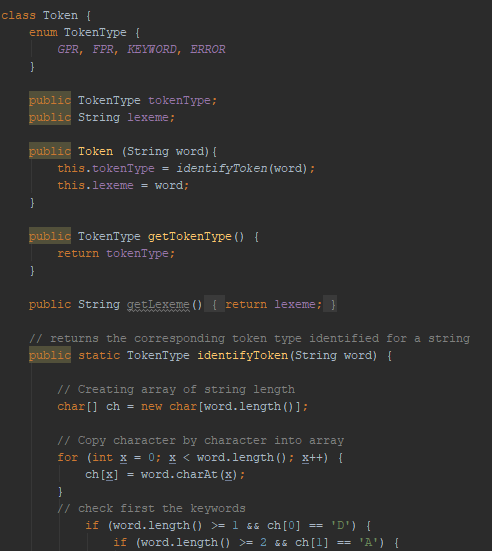 class Token {
enum TokenType {
GPR, FPR, KEYWORD, ERROR
}
public TokenType tokenType;
public String lexeme;
public Token (String word){
this.tokenType = identifyToken(word);
this.lexeme = word;
}
public TokenType getTokenType() {
return tokenType;
}
public String getLexeme() { return lexeme; }
// returns the corresponding token type identified for a string
public static TokenType identifyToken(String word) {
// Creating array of string length
char[] ch = new char[word.length()];
// Copy character by character into array
for (int x = 0; x < word.length(); x++) {
ch[x] = word.charAt(x);
}
// check first the keywords
if (word.length() >= 1 && ch[0] == 'D') {
if (word.length() >= 2 && ch[1] == 'A') {